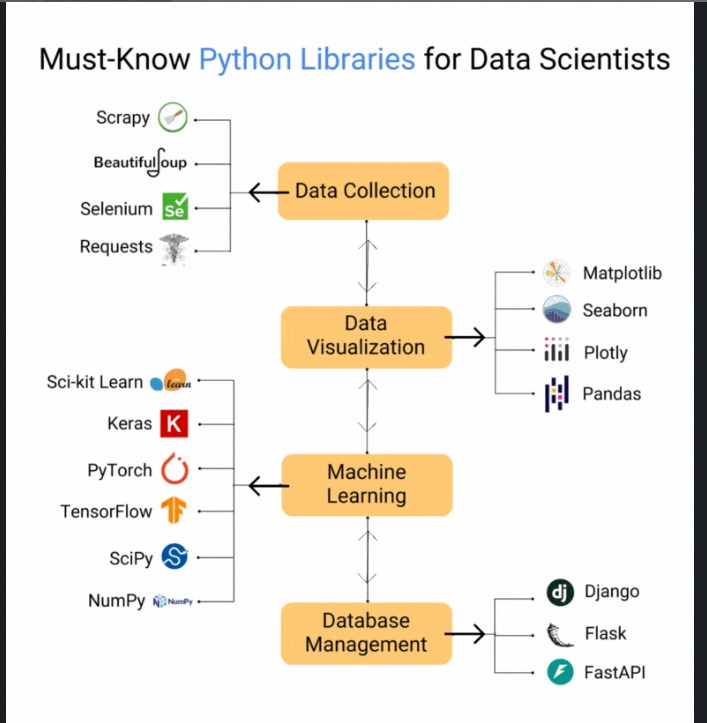 Must-Know Python Libraries for Data Scientists
Scrapy
BeautifulSoup
Selenium
Se
Requests
Data Collection
Data
Visualization
Matplotlib
Seaborn
Plotly
Pandas
Sci-kit Learn
learn
Keras
K
PyTorch
TensorFlow
SciPy
NumPy
NumPy
Machine
Learning
Database
Management
dj
Django
Flask
FastAPI